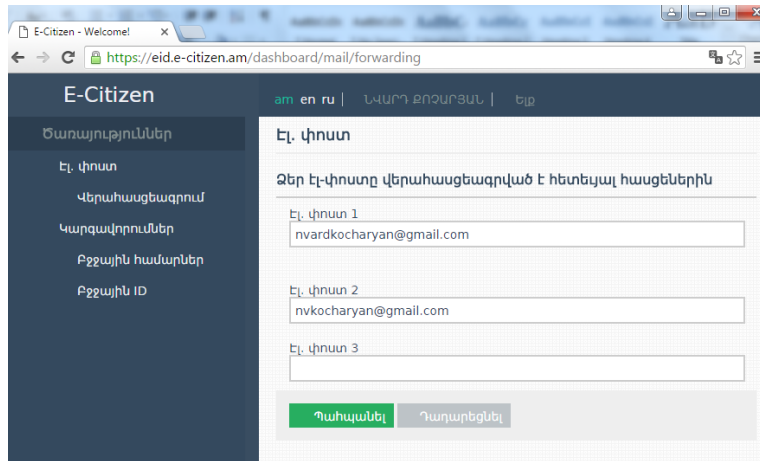 E-Citizen - Welcome!
https://eid.e-citizen.am/dashboard/mail/forwarding
E-Citizen
am en ru | ՆՎԱՐԴ ՔՈՉԱՐՅԱՆ | Ելք
Ծառայություններ
Էլ. փոստ
Վերահասցեագրում
Կարգավորումներ
Բջջային համարներ
Բջջային ID
Էլ. փոստ
Ձեր էլ-փոստը վերահասցեագրված է հետևյալ հասցեներին
Էլ. փոստ 1
nvardkocharyan@gmail.com
Էլ. փոստ 2
nvkocharyan@gmail.com
Էլ. փոստ 3
Պահպանել
Դադարեցնել